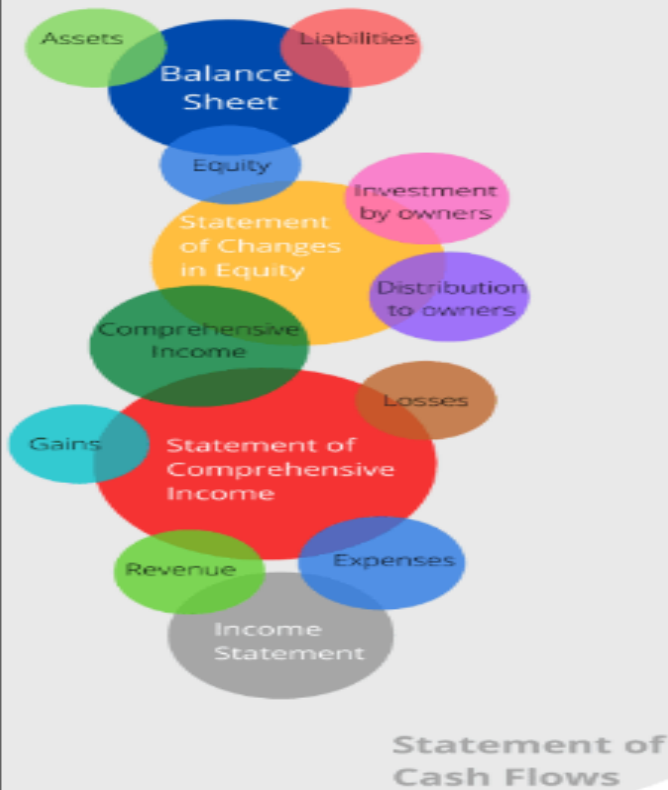 Assets
Liabilities
Balance
Sheet
Equity
Investment
by owners
Statement
of Changes
in Equity
Distribution
to owners
Comprehensive
Income
Losses
Gains
Statement of
Comprehensive
Income
Expenses
Revenue
Income
Statement
Statement of
Cash Flows